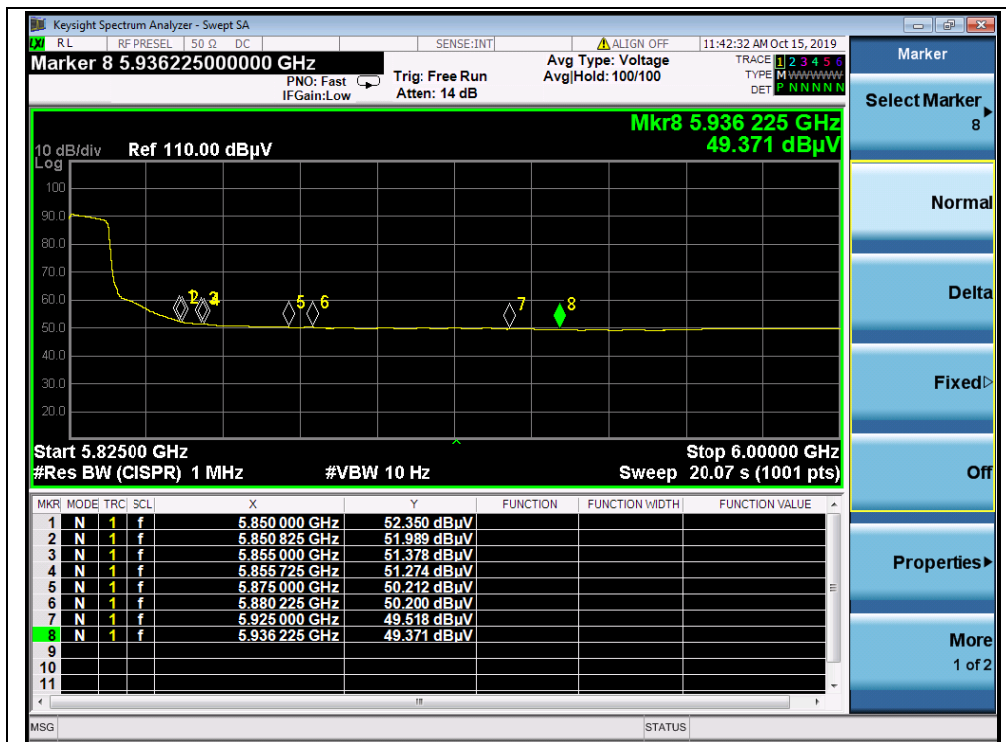 Keysight Spectrum Analyzer - Swept SA
LXI RL RF PRESEL 50 Ω DC SENSE:INT ALIGN OFF 11:42:32 AM Oct 15, 2019
Marker 8 5.936225000000 GHz
PNO: Fast
IFGain:Low
Trig: Free Run
Atten: 14 dB
Avg Type: Voltage
Avg|Hold: 100/100
TRACE 1 2 3 4 5 6
TYPE M WWWWW
DET P N N N N N
Mkr8 5.936 225 GHz
49.371 dBµV
10 dB/div Ref 110.00 dBµV
Log
100
90.0
80.0
70.0
60.0
50.0
40.0
30.0
20.0
1 2 3 4 5 6 7 8
Start 5.82500 GHz Stop 6.00000 GHz
#Res BW (CISPR) 1 MHz #VBW 10 Hz Sweep 20.07 s (1001 pts)
MKR MODE TRC SCL X Y FUNCTION FUNCTION WIDTH FUNCTION VALUE
1 N 1 f 5.850 000 GHz 52.350 dBµV
2 N 1 f 5.850 825 GHz 51.989 dBµV
3 N 1 f 5.855 000 GHz 51.378 dBµV
4 N 1 f 5.855 725 GHz 51.274 dBµV
5 N 1 f 5.875 000 GHz 50.212 dBµV
6 N 1 f 5.880 225 GHz 50.200 dBµV
7 N 1 f 5.925 000 GHz 49.518 dBµV
8 N 1 f 5.936 225 GHz 49.371 dBµV
9
10
11
MSG STATUS
Marker
Select Marker
8
Normal
Delta
Fixed
Off
Properties
More
1 of 2